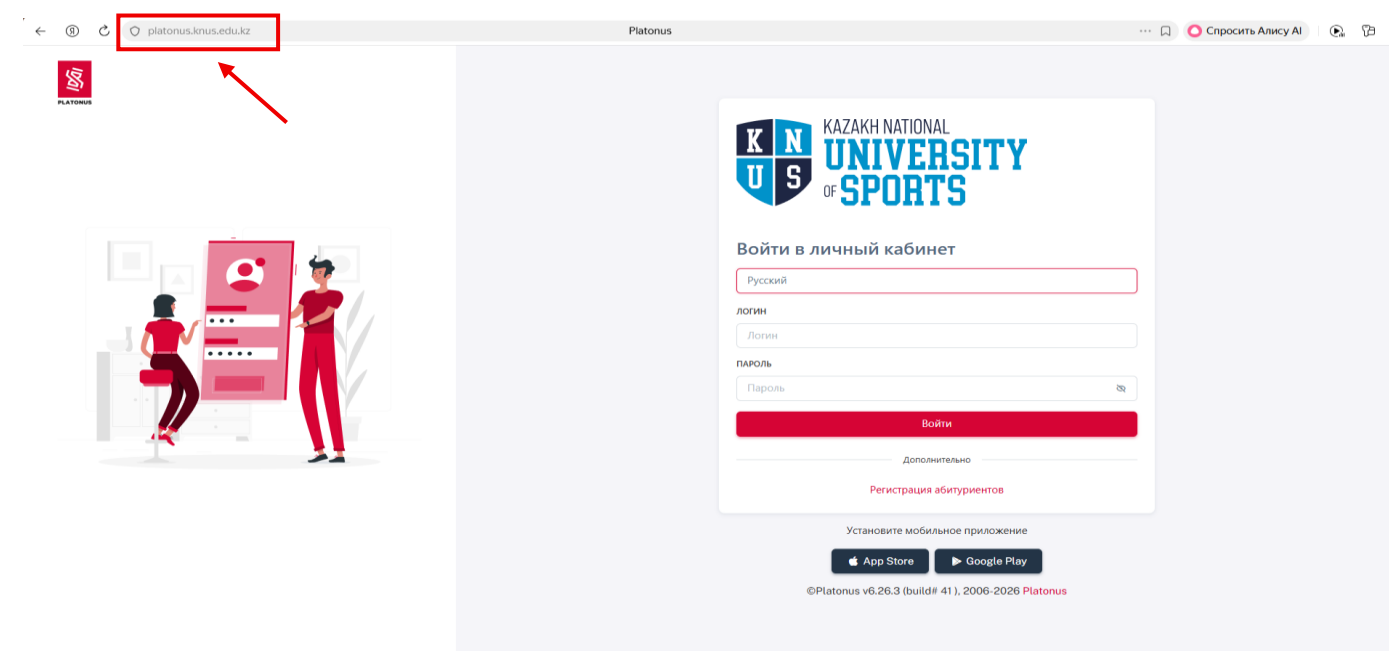 platonus.knus.edu.kz
Platonus
Спросить Алису AI
PLATONUS
K N U S
KAZAKH NATIONAL
UNIVERSITY
OF SPORTS
Войти в личный кабинет
Русский
ЛОГИН
Логин
ПАРОЛЬ
Пароль
Войти
Дополнительно
Регистрация абитуриентов
Установите мобильное приложение
App Store
Google Play
©Platonus v6.26.3 (build# 41 ), 2006-2026 Platonus